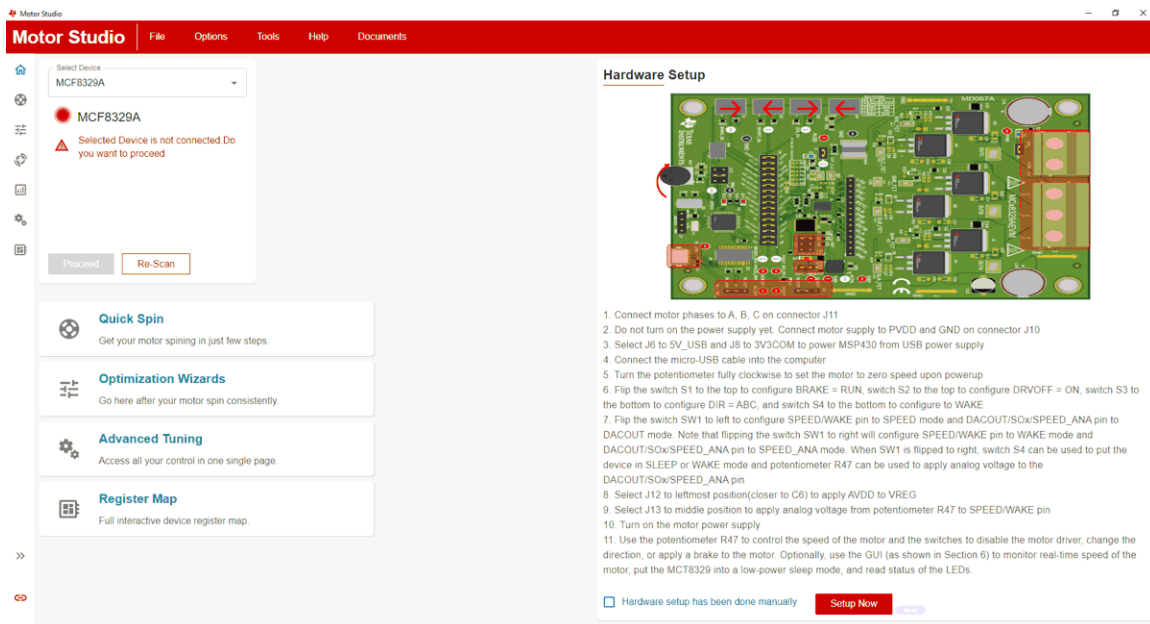 Motor Studio
Motor Studio
File
Options
Tools
Help
Documents
Select Device
MCF8329A
MCF8329A
Selected Device is not connected.Do
you want to proceed
Proceed
Re-Scan
Quick Spin
Get your motor spining in just few steps.
Optimization Wizards
Go here after your motor spin consistently.
Advanced Tuning
Access all your control in one single page.
Register Map
Full interactive device register map.
Hardware Setup
MD067A
TEXAS
INSTRUMENTS
1. Connect motor phases to A, B, C on connector J11
2. Do not turn on the power supply yet. Connect motor supply to PVDD and GND on connector J10
3. Select J6 to 5V_USB and J8 to 3V3COM to power MSP430 from USB power supply
4. Connect the micro-USB cable into the computer
5. Turn the potentiometer fully clockwise to set the motor to zero speed upon powerup
6. Flip the switch S1 to the top to configure BRAKE = RUN, switch S2 to the top to configure DRVOFF = ON, switch S3 to
the bottom to configure DIR = ABC, and switch S4 to the bottom to configure to WAKE
7. Flip the switch SW1 to left to configure SPEED/WAKE pin to SPEED mode and DACOUT/SOx/SPEED_ANA pin to
DACOUT mode. Note that flipping the switch SW1 to right will configure SPEED/WAKE pin to WAKE mode and
DACOUT/SOx/SPEED_ANA pin to SPEED_ANA mode. When SW1 is flipped to right, switch S4 can be used to put the
device in SLEEP or WAKE mode and potentiometer R47 can be used to apply analog voltage to the
DACOUT/SOx/SPEED_ANA pin
8. Select J12 to leftmost position(closer to C6) to apply AVDD to VREG
9. Select J13 to middle position to apply analog voltage from potentiometer R47 to SPEED/WAKE pin
10. Turn on the motor power supply
11. Use the potentiometer R47 to control the speed of the motor and the switches to disable the motor driver, change the
direction, or apply a brake to the motor. Optionally, use the GUI (as shown in Section 6) to monitor real-time speed of the
motor, put the MCT8329 into a low-power sleep mode, and read status of the LEDs.
Hardware setup has been done manually
Setup Now